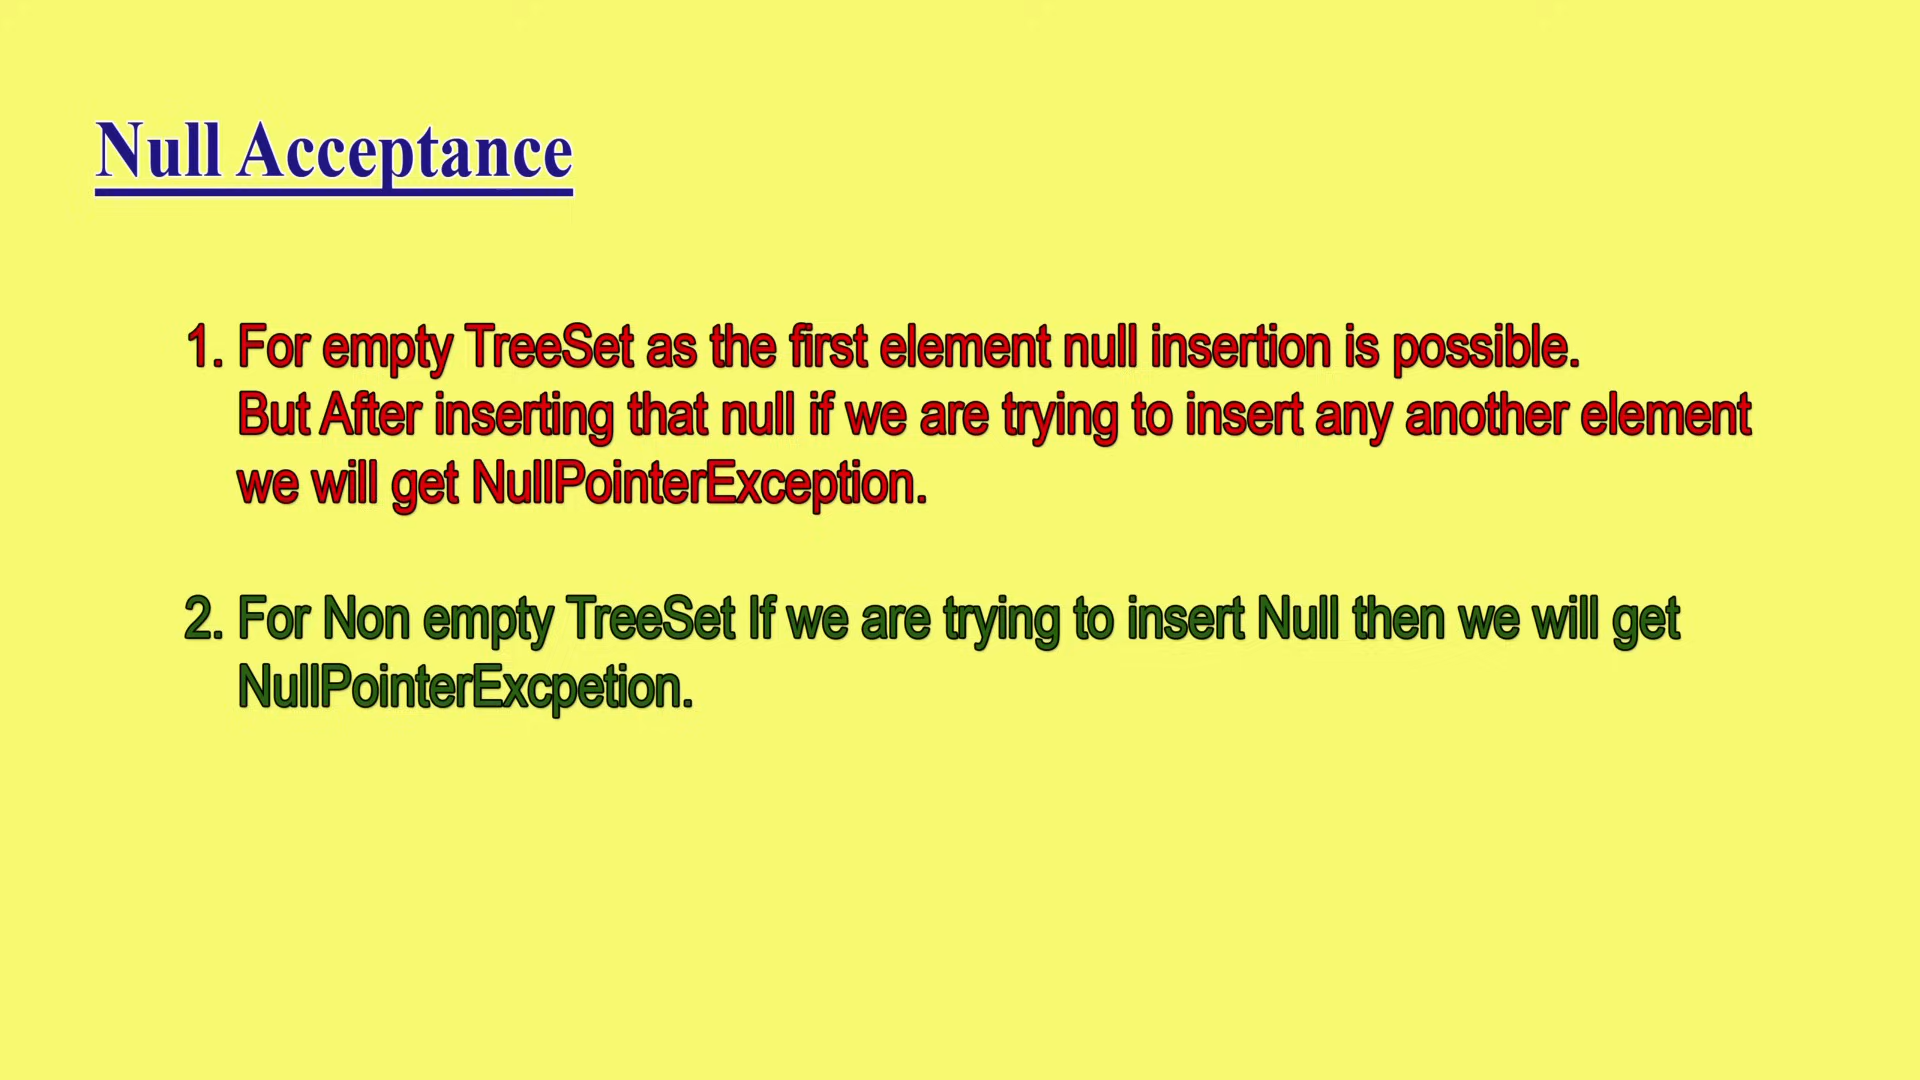 Null Acceptance
1. For empty TreeSet as the first element null insertion is possible.
But After inserting that null if we are trying to insert any another element
we will get NullPointerException.
2. For Non empty TreeSet If we are trying to insert Null then we will get
NullPointerExcpetion.